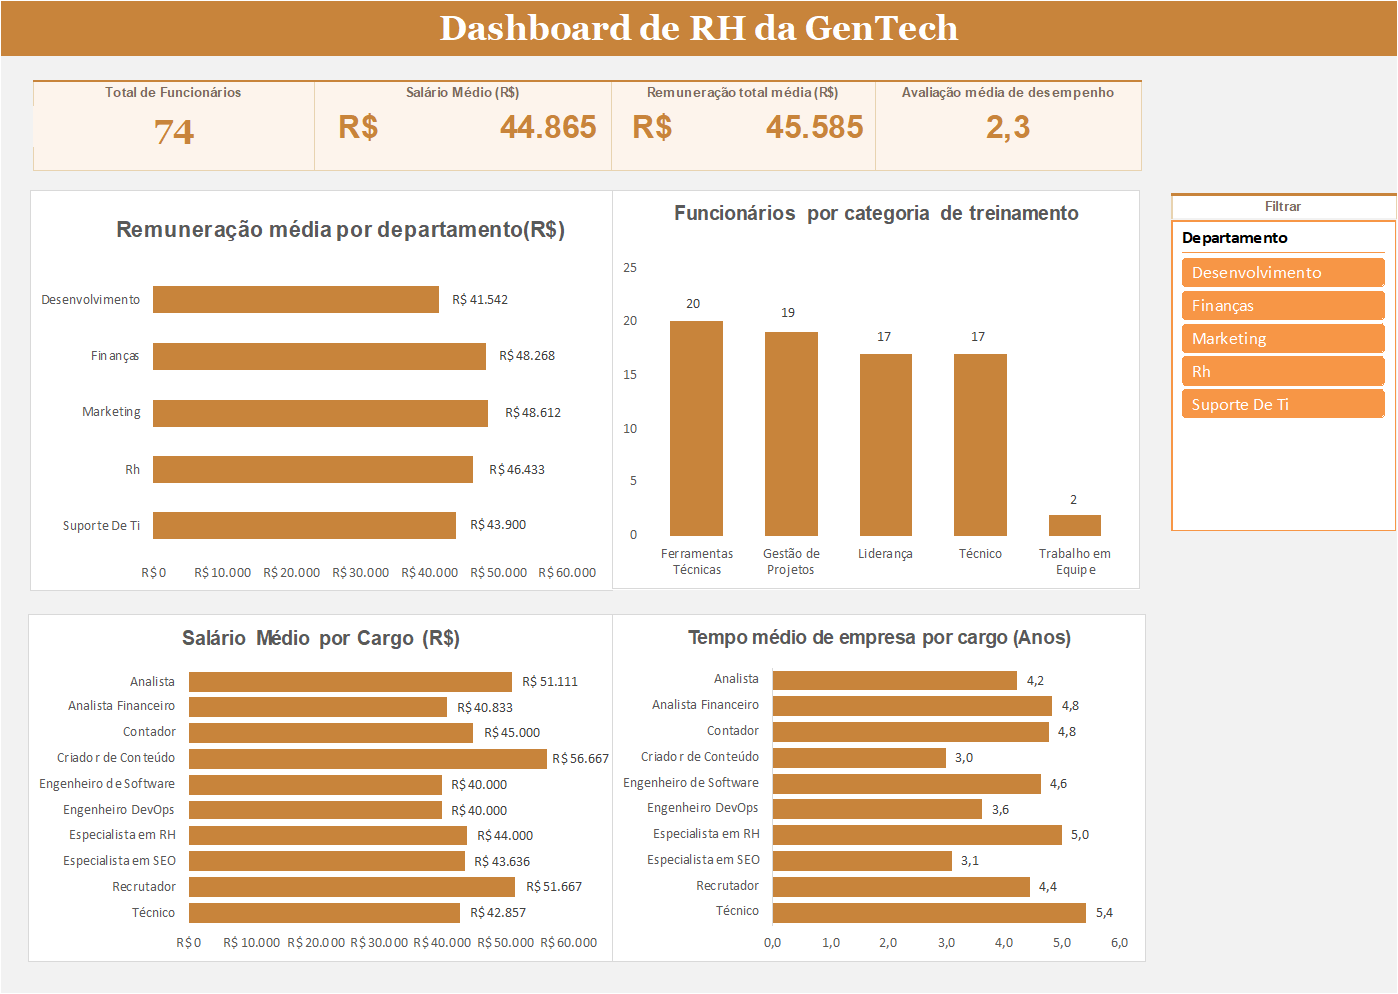 Dashboard de RH da GenTech
Total de Funcionários
74
Salário Médio (R$)
R$ 44.865
Remuneração total média (R$)
R$ 45.585
Avaliação média de desempenho
2,3
Remuneração média por departamento(R$)
Desenvolvimento R$ 41.542
Finanças R$ 48.268
Marketing R$ 48.612
Rh R$ 46.433
Suporte De Ti R$ 43.900
R$ 0 R$ 10.000 R$ 20.000 R$ 30.000 R$ 40.000 R$ 50.000 R$ 60.000
Funcionários por categoria de treinamento
25
20
15
10
5
0
20 19 17 17 2
Ferramentas Técnicas
Gestão de Projetos
Liderança
Técnico
Trabalho em Equipe
Filtrar
Departamento
Desenvolvimento
Finanças
Marketing
Rh
Suporte De Ti
Salário Médio por Cargo (R$)
Analista R$ 51.111
Analista Financeiro R$ 40.833
Contador R$ 45.000
Criador de Conteúdo R$ 56.667
Engenheiro de Software R$ 40.000
Engenheiro DevOps R$ 40.000
Especialista em RH R$ 44.000
Especialista em SEO R$ 43.636
Recrutador R$ 51.667
Técnico R$ 42.857
R$ 0 R$ 10.000 R$ 20.000 R$ 30.000 R$ 40.000 R$ 50.000 R$ 60.000
Tempo médio de empresa por cargo (Anos)
Analista 4,2
Analista Financeiro 4,8
Contador 4,8
Criador de Conteúdo 3,0
Engenheiro de Software 4,6
Engenheiro DevOps 3,6
Especialista em RH 5,0
Especialista em SEO 3,1
Recrutador 4,4
Técnico 5,4
0,0 1,0 2,0 3,0 4,0 5,0 6,0